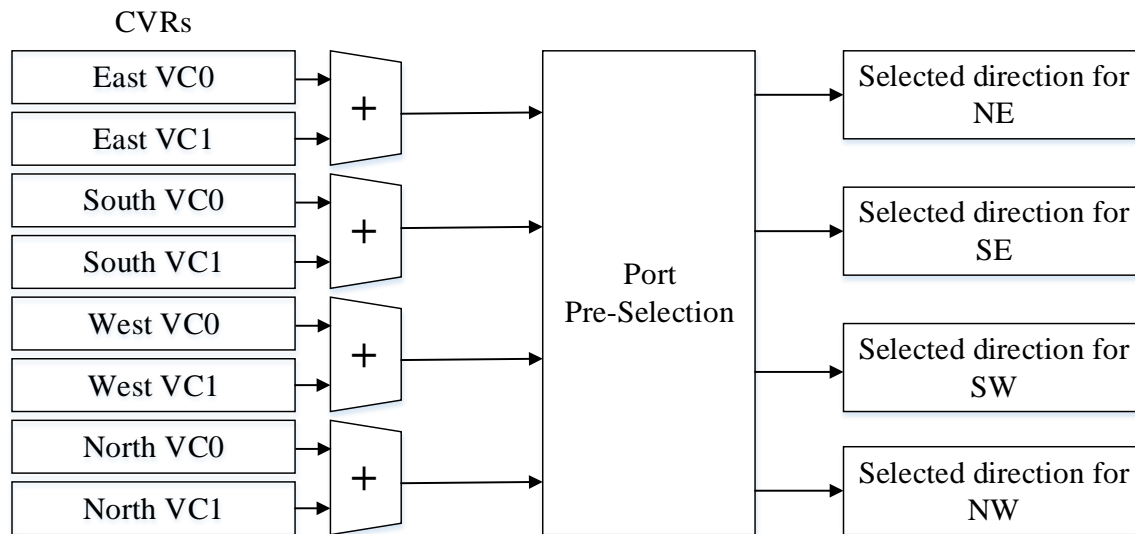 CVRs
East VC0
East VC1
South VC0
South VC1
West VC0
West VC1
North VC0
North VC1
+
+
+
+
Port
Pre-Selection
Selected direction for
NE
Selected direction for
SE
Selected direction for
SW
Selected direction for
NW